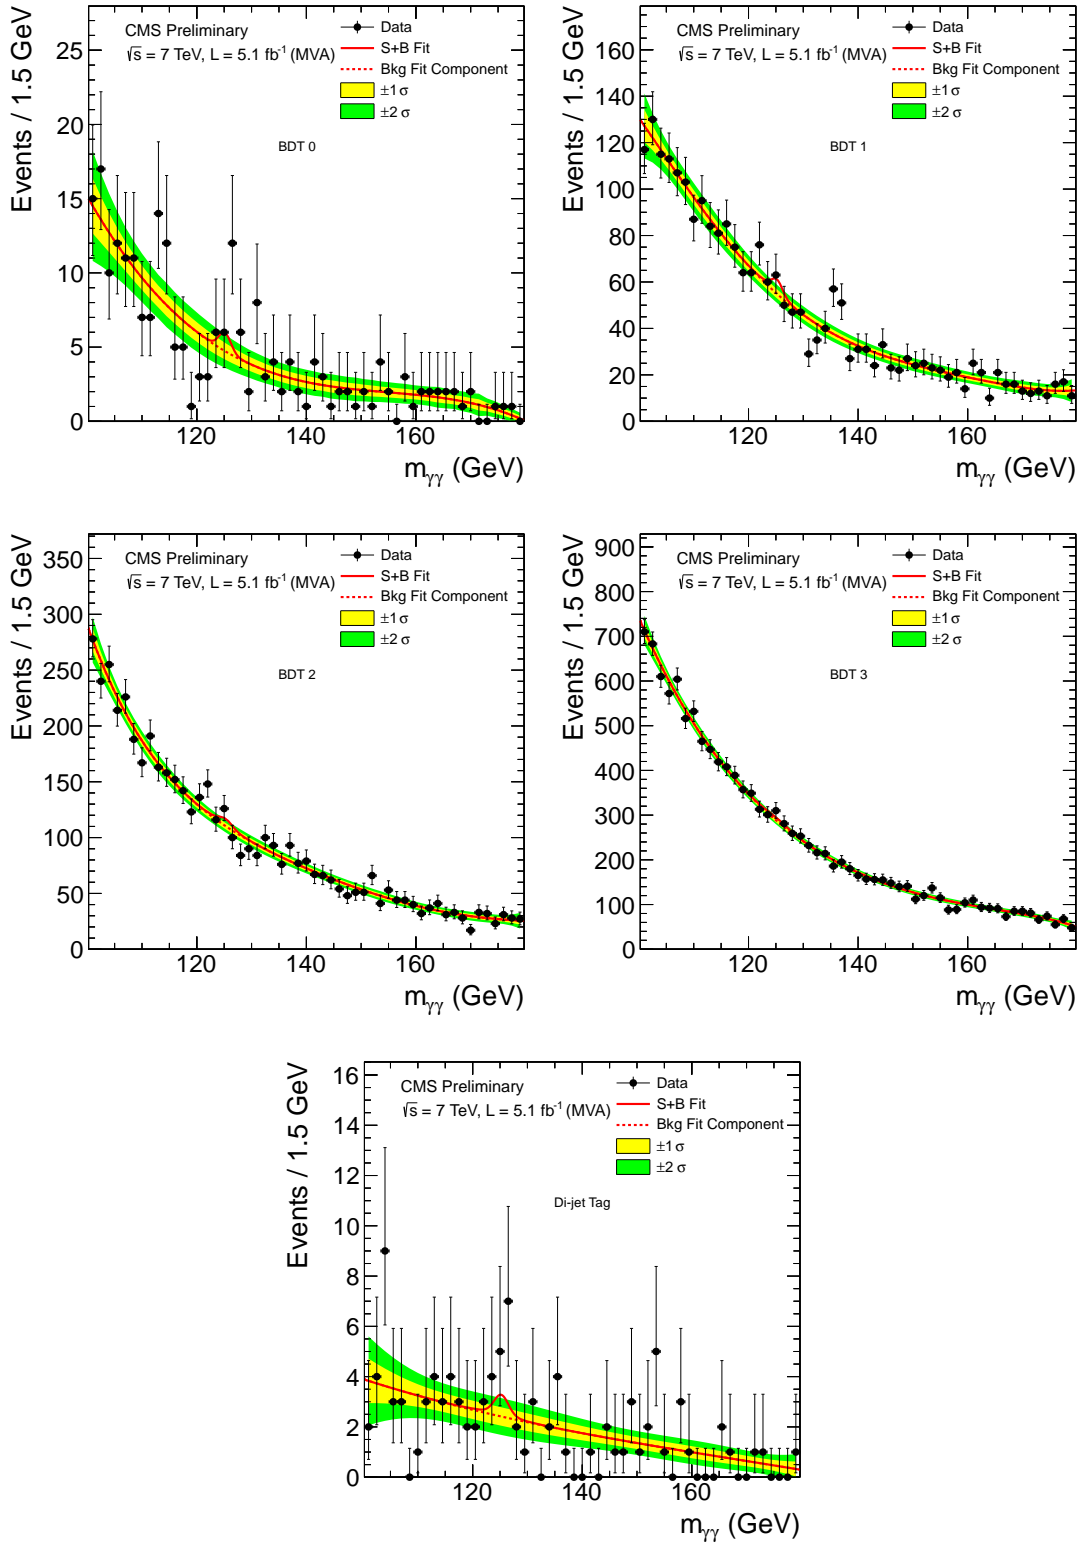 Events / 1.5 GeV
25
20
15
10
5
0
CMS Preliminary
√s = 7 TeV, L = 5.1 fb⁻¹ (MVA)
Data
S+B Fit
Bkg Fit Component
±1 σ
±2 σ
BDT 0
120 140 160
mγγ (GeV)
Events / 1.5 GeV
160
140
120
100
80
60
40
20
0
CMS Preliminary
√s = 7 TeV, L = 5.1 fb⁻¹ (MVA)
Data
S+B Fit
Bkg Fit Component
±1 σ
±2 σ
BDT 1
120 140 160
mγγ (GeV)
Events / 1.5 GeV
350
300
250
200
150
100
50
0
CMS Preliminary
√s = 7 TeV, L = 5.1 fb⁻¹ (MVA)
Data
S+B Fit
Bkg Fit Component
±1 σ
±2 σ
BDT 2
120 140 160
mγγ (GeV)
Events / 1.5 GeV
900
800
700
600
500
400
300
200
100
0
CMS Preliminary
√s = 7 TeV, L = 5.1 fb⁻¹ (MVA)
Data
S+B Fit
Bkg Fit Component
±1 σ
±2 σ
BDT 3
120 140 160
mγγ (GeV)
Events / 1.5 GeV
16
14
12
10
8
6
4
2
0
CMS Preliminary
√s = 7 TeV, L = 5.1 fb⁻¹ (MVA)
Data
S+B Fit
Bkg Fit Component
±1 σ
±2 σ
Di-jet Tag
120 140 160
mγγ (GeV)